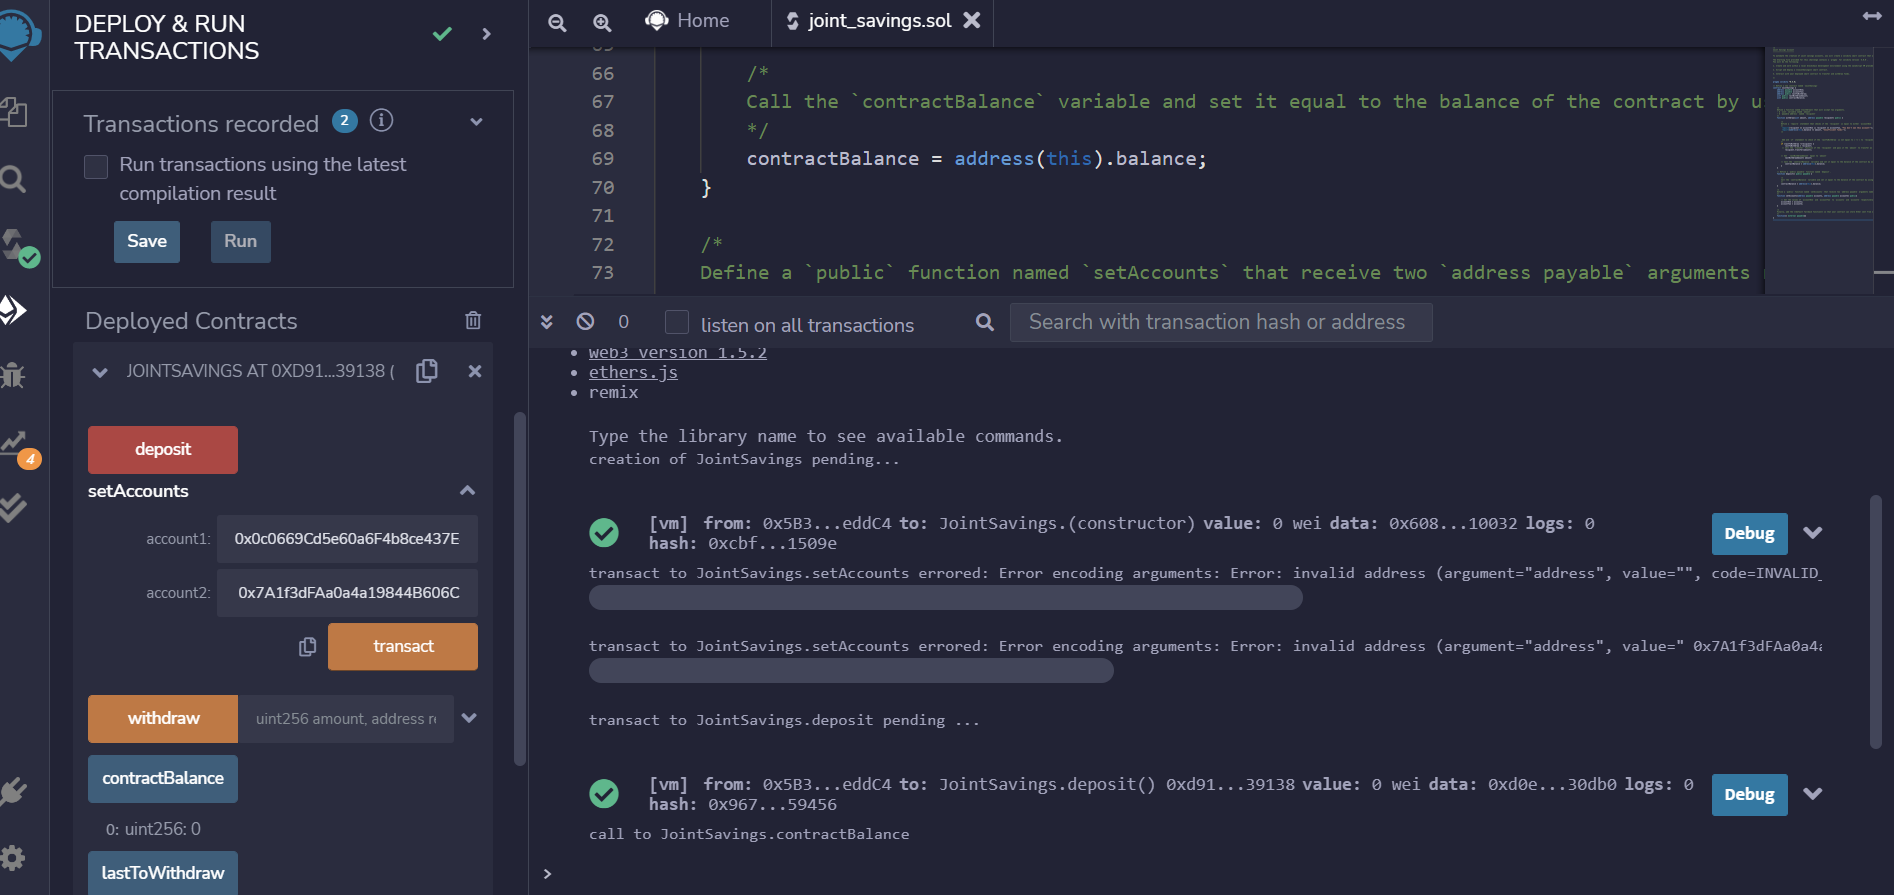 DEPLOY & RUN
TRANSACTIONS
Transactions recorded 2
Run transactions using the latest
compilation result
Save Run
Deployed Contracts
JOINTSAVINGS AT 0XD91...39138 (
deposit
setAccounts
account1: 0x0c0669Cd5e60a6F4b8ce437E
account2: 0x7A1f3dFAa0a4a19844B606C
transact
withdraw uint256 amount, address re
contractBalance
0: uint256: 0
lastToWithdraw
4
Home joint_savings.sol
66 /*
67 Call the `contractBalance` variable and set it equal to the balance of the contract by u
68 */
69 contractBalance = address(this).balance;
70 }
71
72 /*
73 Define a `public` function named `setAccounts` that receive two `address payable` arguments
0 listen on all transactions Search with transaction hash or address
• web3 version 1.5.2
• ethers.js
• remix
Type the library name to see available commands.
creation of JointSavings pending...
[vm] from: 0x5B3...eddC4 to: JointSavings.(constructor) value: 0 wei data: 0x608...10032 logs: 0
hash: 0xcbf...1509e
Debug
transact to JointSavings.setAccounts errored: Error encoding arguments: Error: invalid address (argument="address", value="", code=INVALID_
transact to JointSavings.setAccounts errored: Error encoding arguments: Error: invalid address (argument="address", value=" 0x7A1f3dFAa0a4a
transact to JointSavings.deposit pending ...
[vm] from: 0x5B3...eddC4 to: JointSavings.deposit() 0xd91...39138 value: 0 wei data: 0xd0e...30db0 logs: 0
hash: 0x967...59456
Debug
call to JointSavings.contractBalance
>